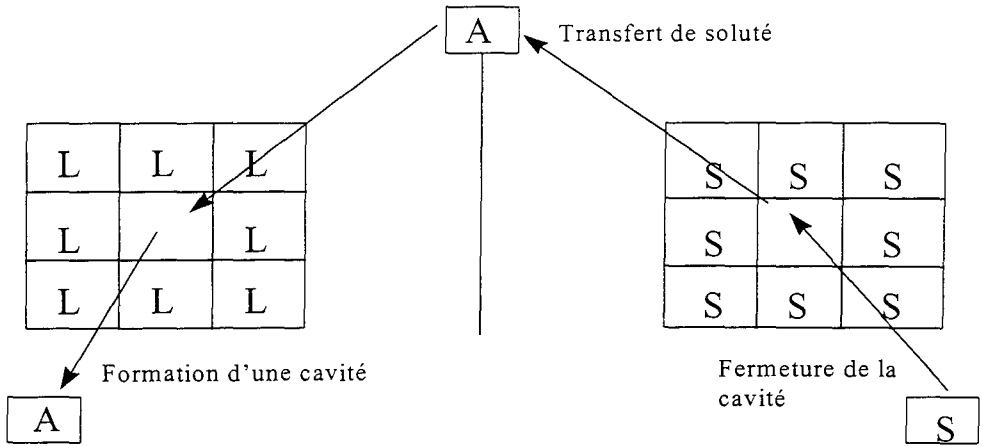 A
Transfert de soluté
L L L
S S S
L L
S S
L L L
S S S
Formation d'une cavité
Fermeture de la
cavité
A
S